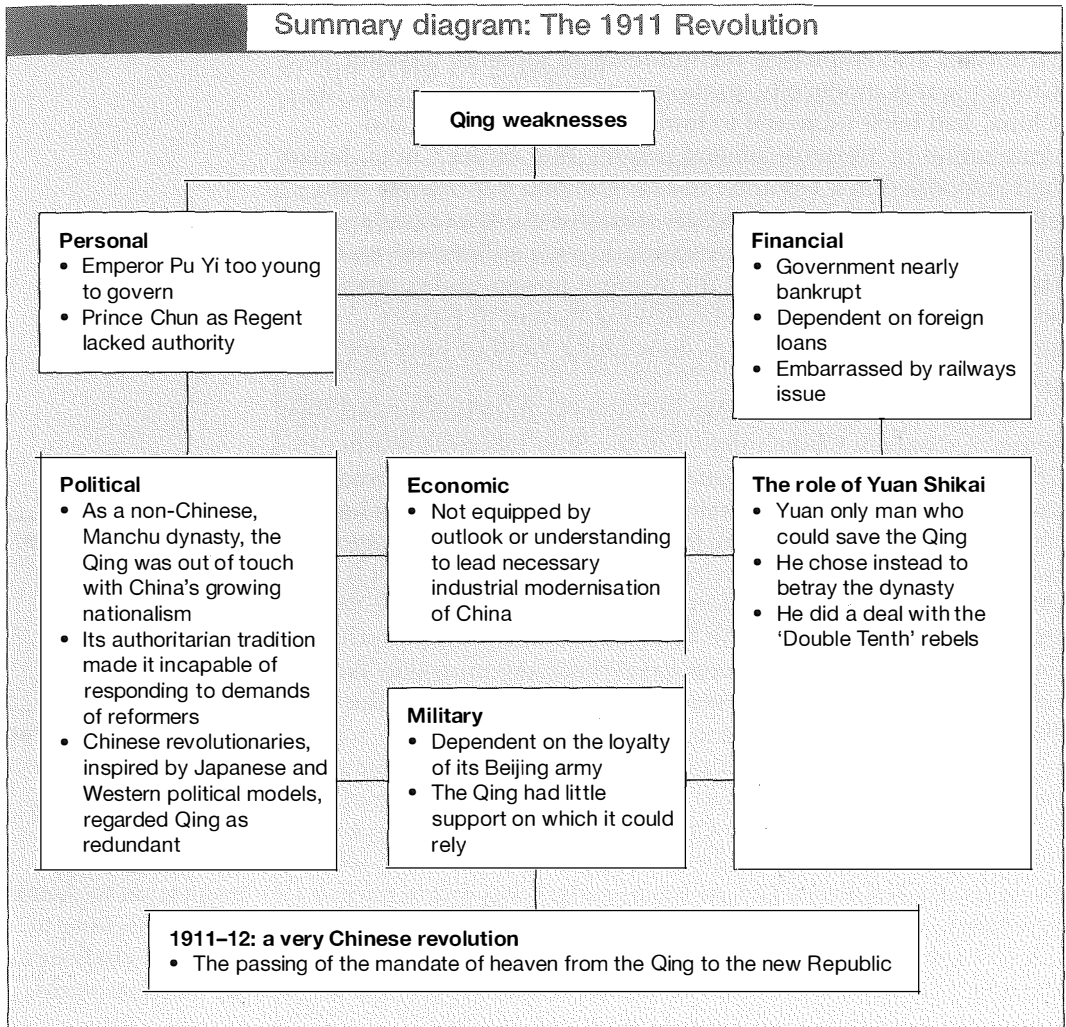 Summary diagram: The 1911 Revolution
Qing weaknesses
Personal
• Emperor Pu Yi too young
to govern
• Prince Chun as Regent
lacked authority
Financial
• Government nearly
bankrupt
• Dependent on foreign
loans
• Embarrassed by railways
issue
Political
• As a non-Chinese,
Manchu dynasty, the
Qing was out of touch
with China's growing
nationalism
• Its authoritarian tradition
made it incapable of
responding to demands
of reformers
• Chinese revolutionaries,
inspired by Japanese and
Western political models,
regarded Qing as
redundant
Economic
• Not equipped by
outlook or understanding
to lead necessary
industrial modernisation
of China
Military
• Dependent on the loyalty
of its Beijing army
• The Qing had little
support on which it could
rely
The role of Yuan Shikai
• Yuan only man who
could save the Qing
• He chose instead to
betray the dynasty
• He did a deal with the
'Double Tenth' rebels
1911–12: a very Chinese revolution
• The passing of the mandate of heaven from the Qing to the new Republic